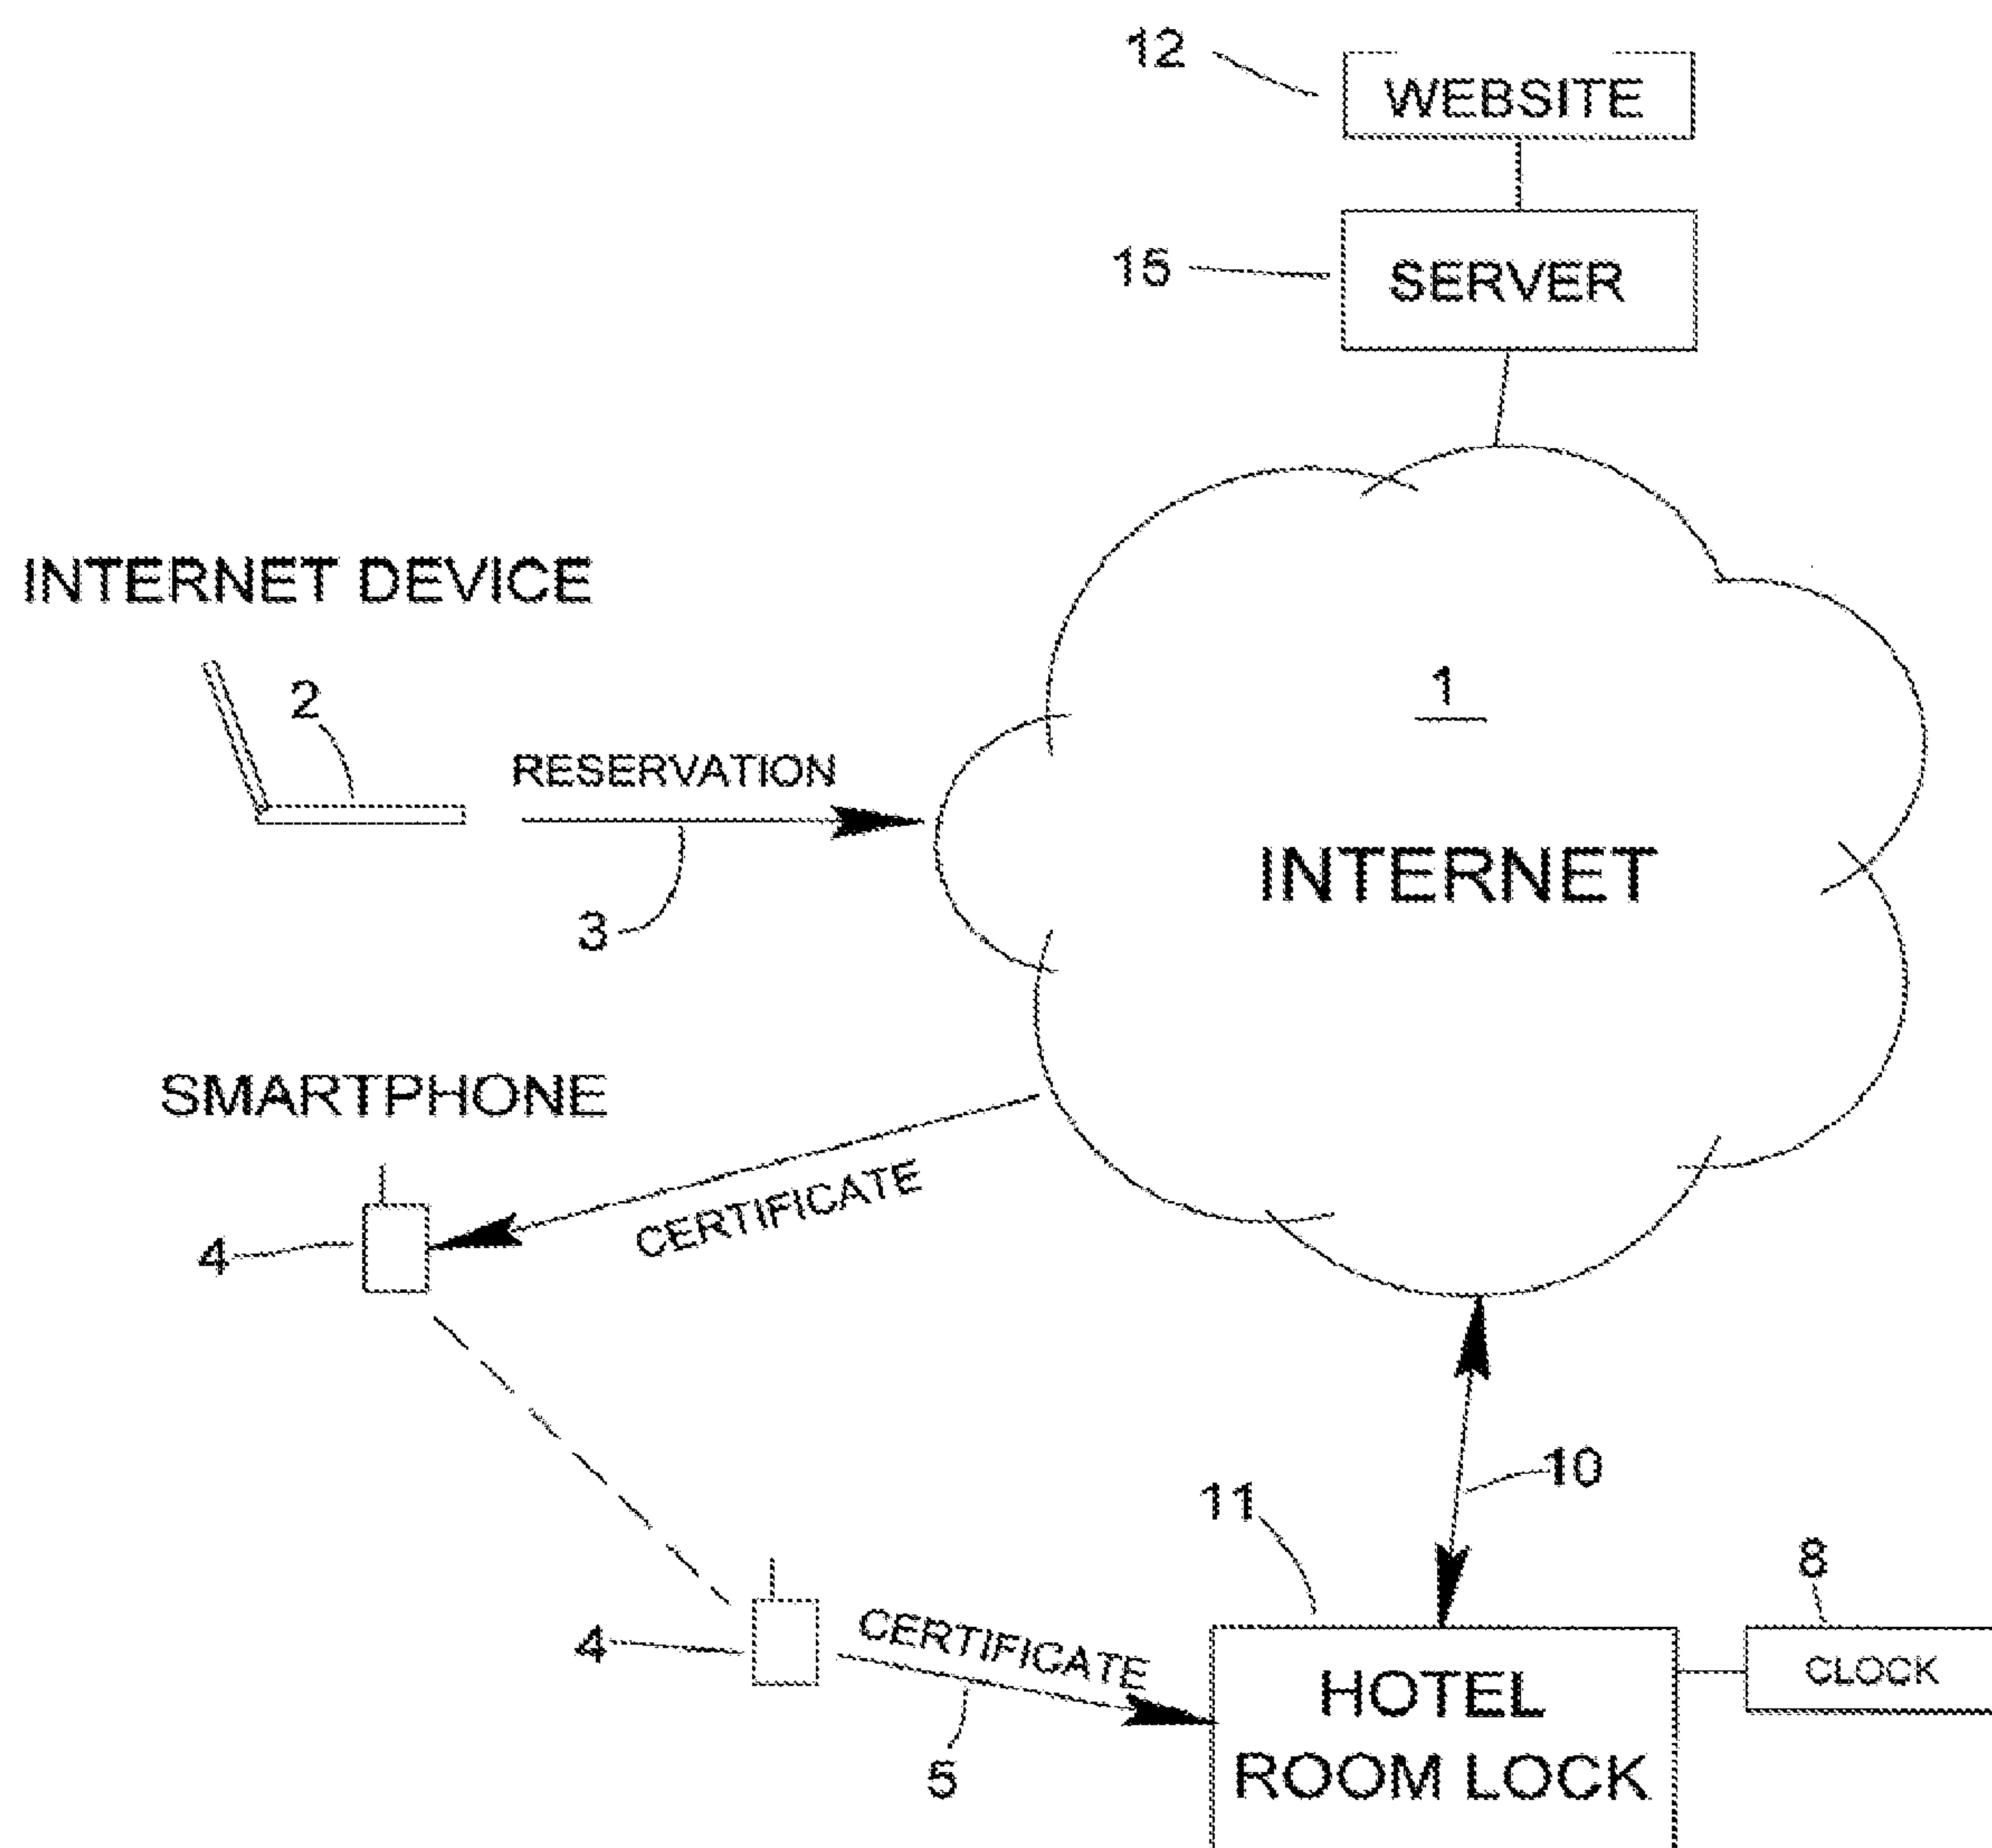 12
WEBSITE
15
SERVER
INTERNET DEVICE
2
1
RESERVATION
INTERNET
3
SMARTPHONE
CERTIFICATE
4
10
11
8
4
CERTIFICATE
CLOCK
HOTEL
ROOM LOCK
5